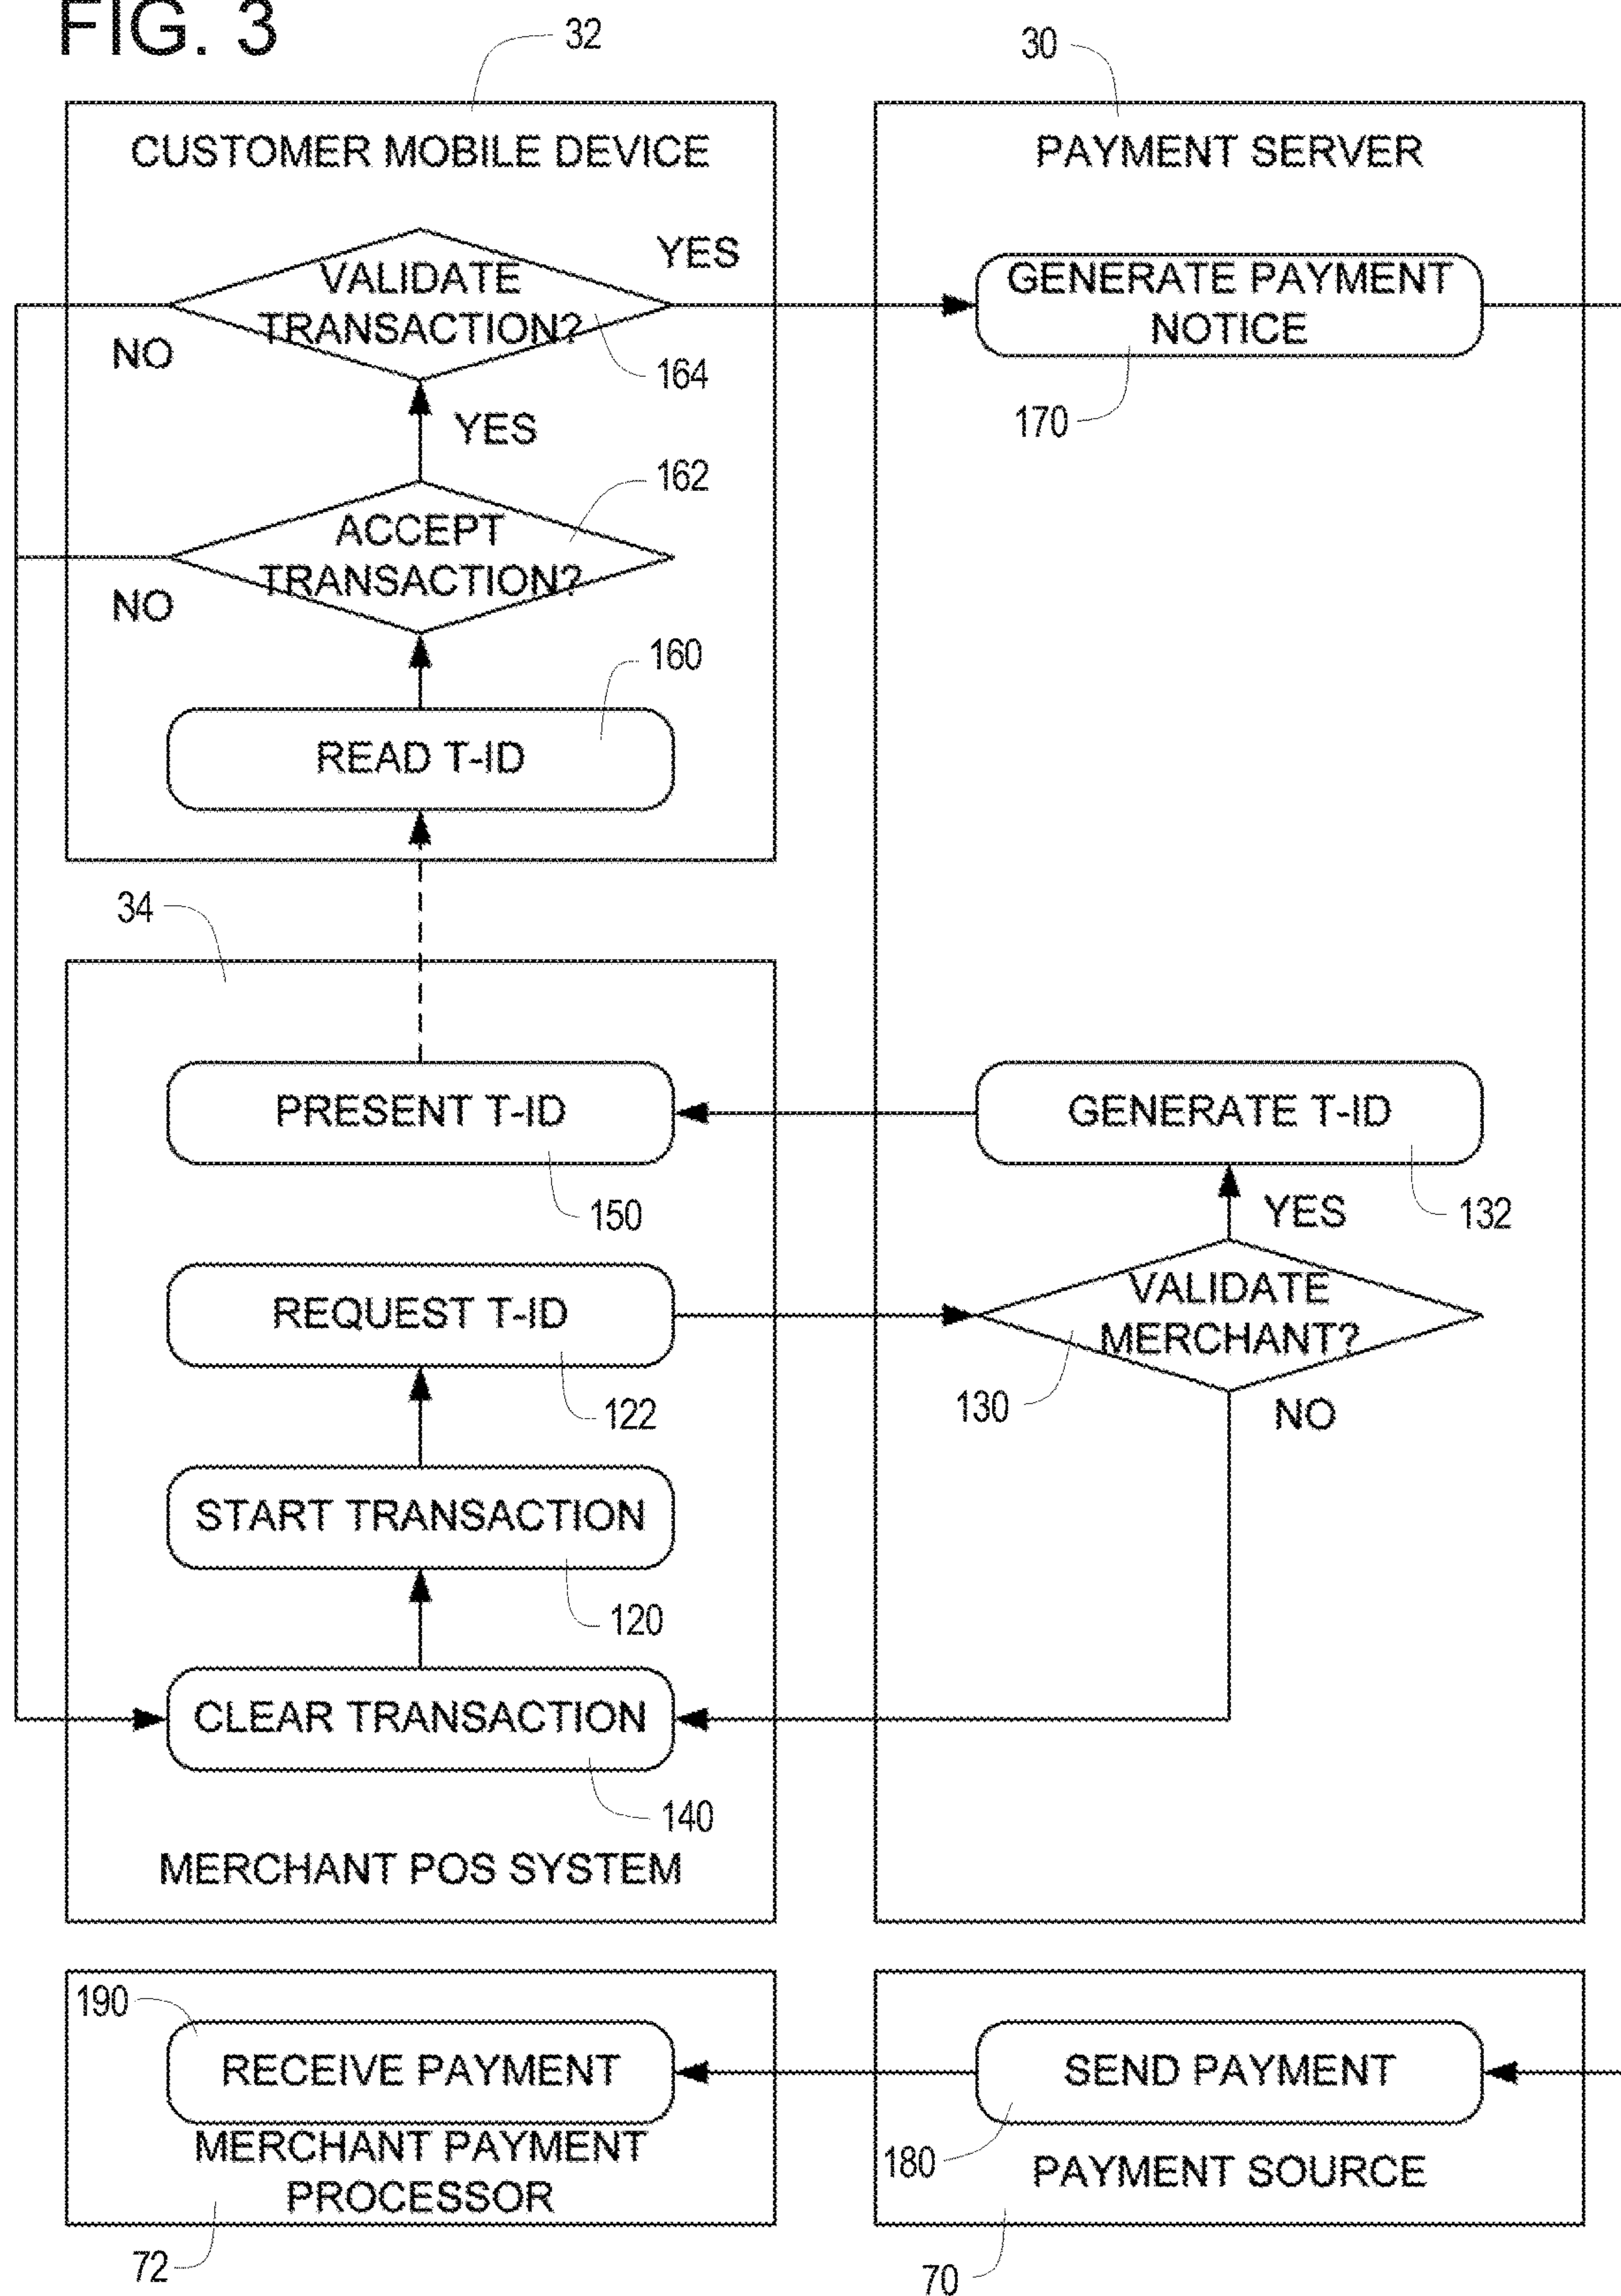 FIG. 3
32
30
CUSTOMER MOBILE DEVICE
VALIDATE
TRANSACTION?
YES
NO
164
YES
162
ACCEPT
TRANSACTION?
NO
160
READ T-ID
PAYMENT SERVER
GENERATE PAYMENT
NOTICE
170
34
PRESENT T-ID
150
GENERATE T-ID
132
YES
REQUEST T-ID
122
VALIDATE
MERCHANT?
130
NO
START TRANSACTION
120
CLEAR TRANSACTION
140
MERCHANT POS SYSTEM
190
RECEIVE PAYMENT
MERCHANT PAYMENT
PROCESSOR
72
SEND PAYMENT
180
PAYMENT SOURCE
70